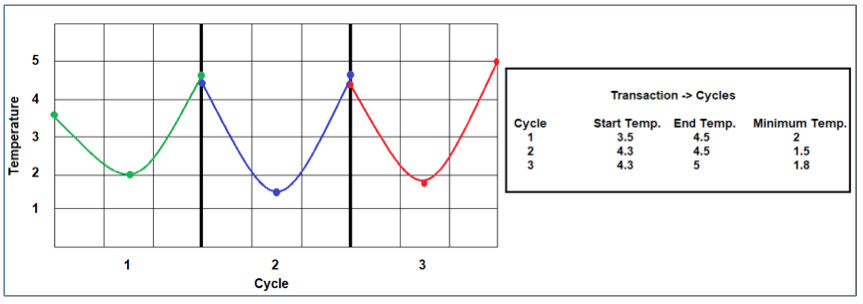 5
4
3
2
1
Temperature
1 2 3
Cycle
Transaction -> Cycles
Cycle Start Temp. End Temp. Minimum Temp.
1 3.5 4.5 2
2 4.3 4.5 1.5
3 4.3 5 1.8